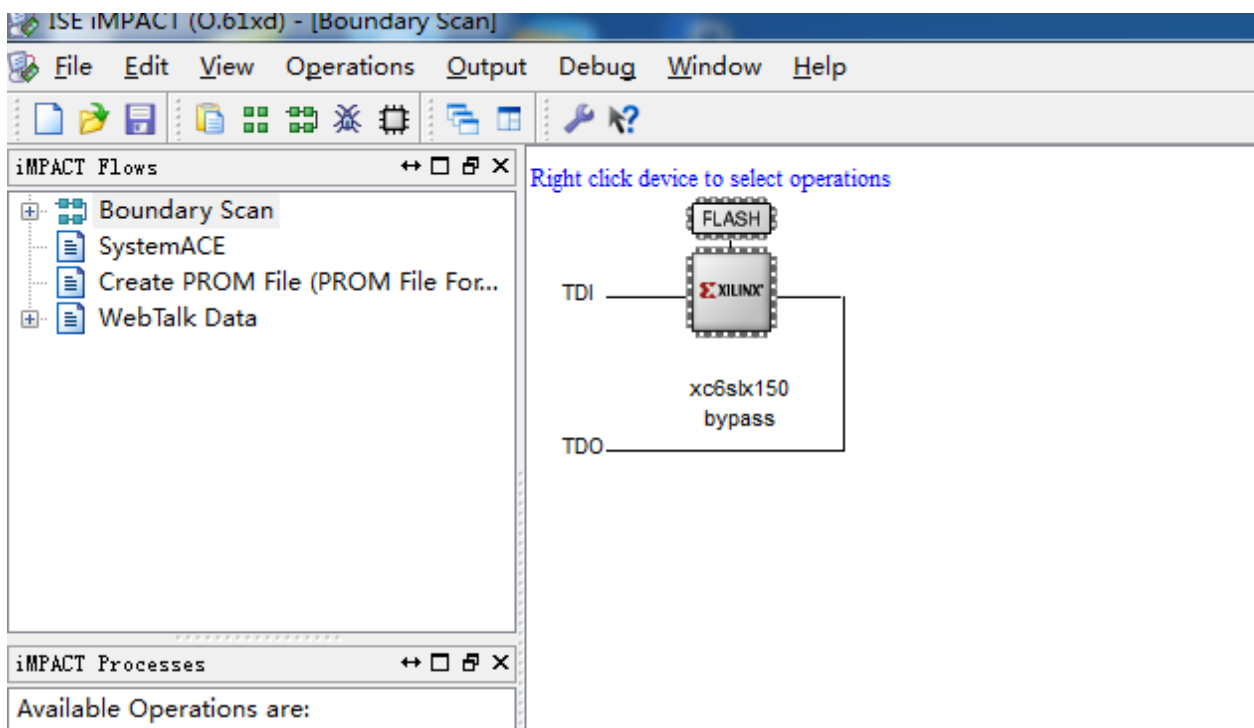 ISE iMPACT (O.61xd) - [Boundary Scan]
File Edit View Operations Output Debug Window Help
iMPACT Flows
Boundary Scan
SystemACE
Create PROM File (PROM File For...
WebTalk Data
Right click device to select operations
FLASH
TDI
XILINX
xc6slx150
bypass
TDO
iMPACT Processes
Available Operations are: